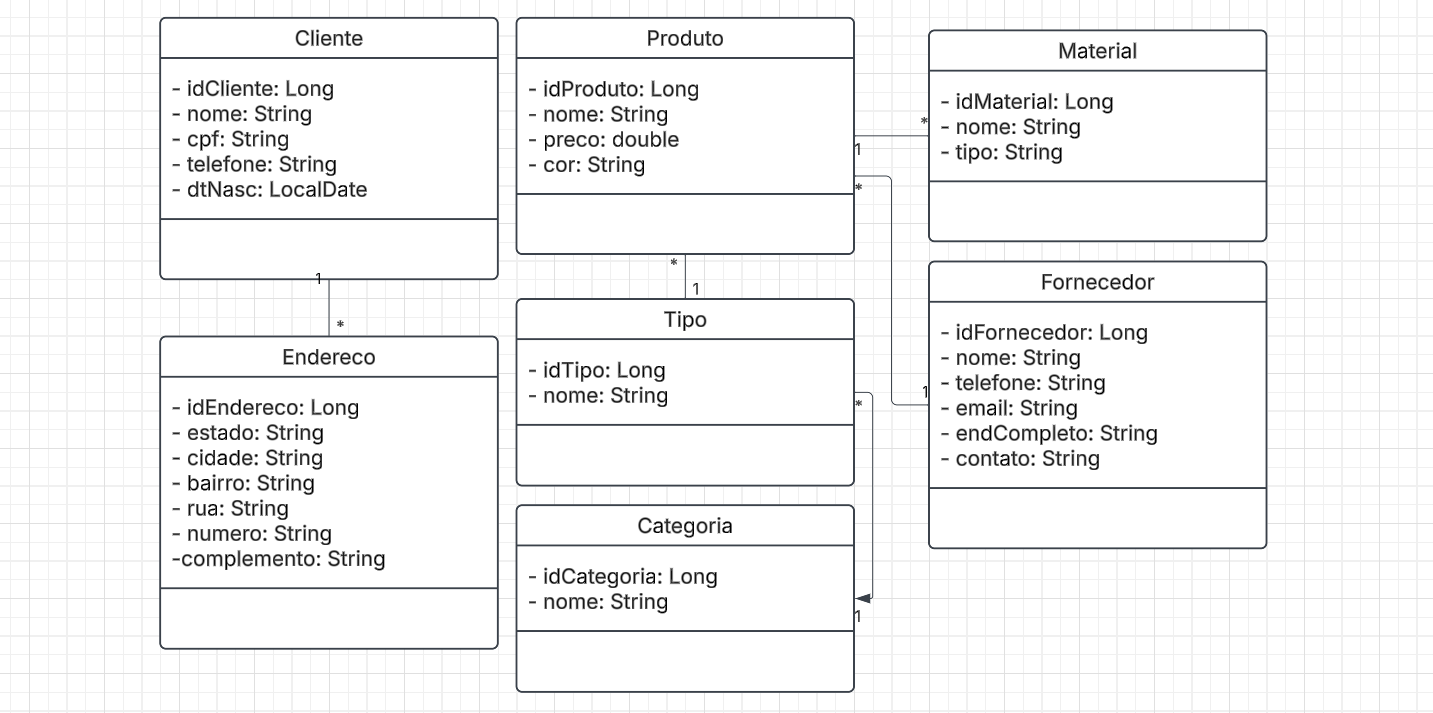 Cliente
- idCliente: Long
- nome: String
- cpf: String
- telefone: String
- dtNasc: LocalDate
1
*
Endereco
- idEndereco: Long
- estado: String
- cidade: String
- bairro: String
- rua: String
- numero: String
-complemento: String
Produto
- idProduto: Long
- nome: String
- preco: double
- cor: String
*
1
1
*
*
1
Tipo
- idTipo: Long
- nome: String
*
1
Categoria
- idCategoria: Long
- nome: String
Material
- idMaterial: Long
- nome: String
- tipo: String
Fornecedor
- idFornecedor: Long
- nome: String
- telefone: String
- email: String
- endCompleto: String
- contato: String